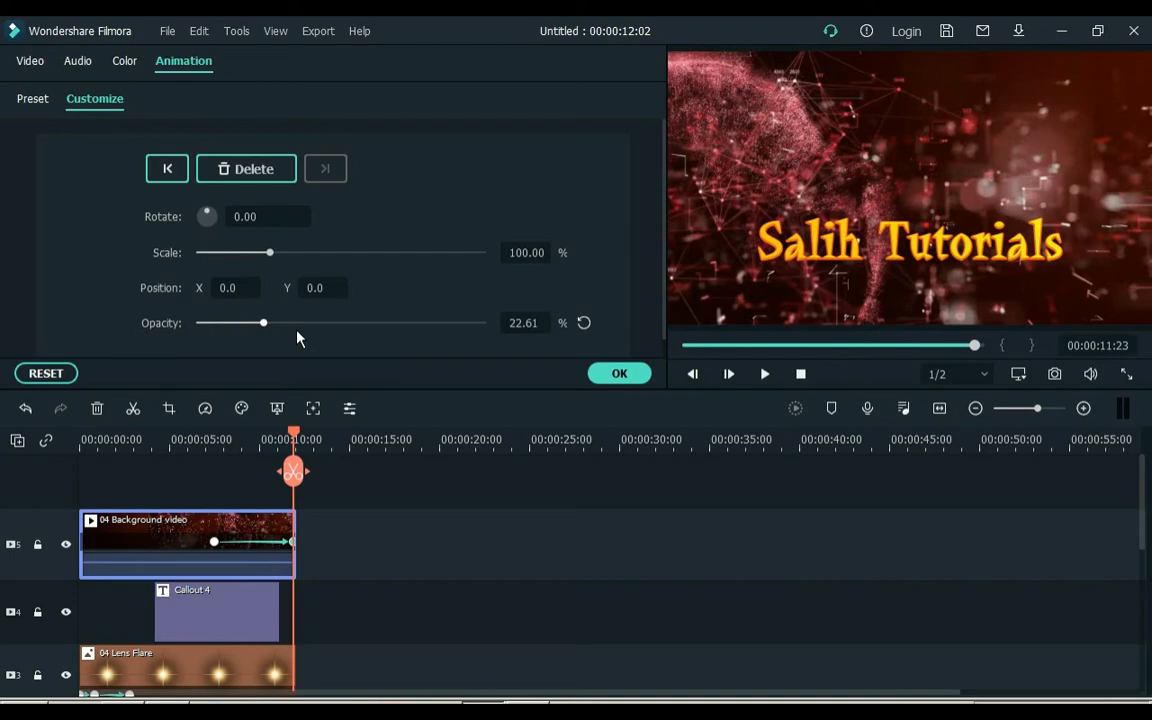 Wondershare Filmora File Edit Tools View Export Help Untitled : 00:00:12:02 Login
Video Audio Color Animation
Preset Customize
Delete
Rotate: 0.00
Scale: 100.00 %
Position: X 0.0 Y 0.0
Opacity: 22.61 %
RESET OK
Salih Tutorials
{ } 00:00:11:23
1/2
00:00:00:00 00:00:05:00 00:00:10:00 00:00:15:00 00:00:20:00 00:00:25:00 00:00:30:00 00:00:35:00 00:00:40:00 00:00:45:00 00:00:50:00 00:00:55:00
5 04 Background video
4 T Callout 4
3 04 Lens Flare